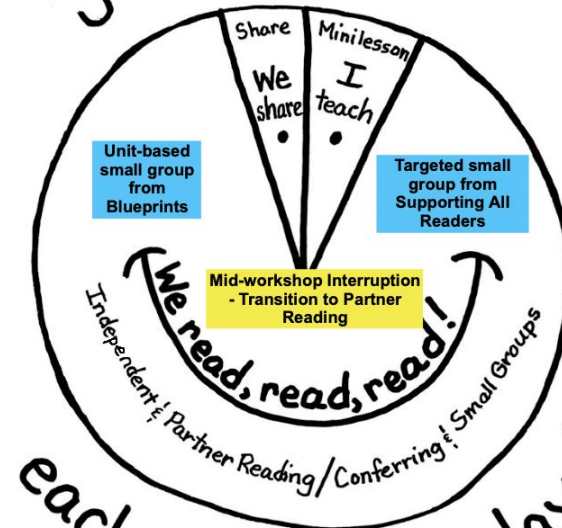 Share
We
share
Minilesson
I
teach
Unit-based
small group
from
Blueprints
Targeted small
group from
Supporting All
Readers
Mid-workshop Interruption
- Transition to Partner
Reading
We read, read, read!
Independent & Partner Reading/Conferring & Small Groups